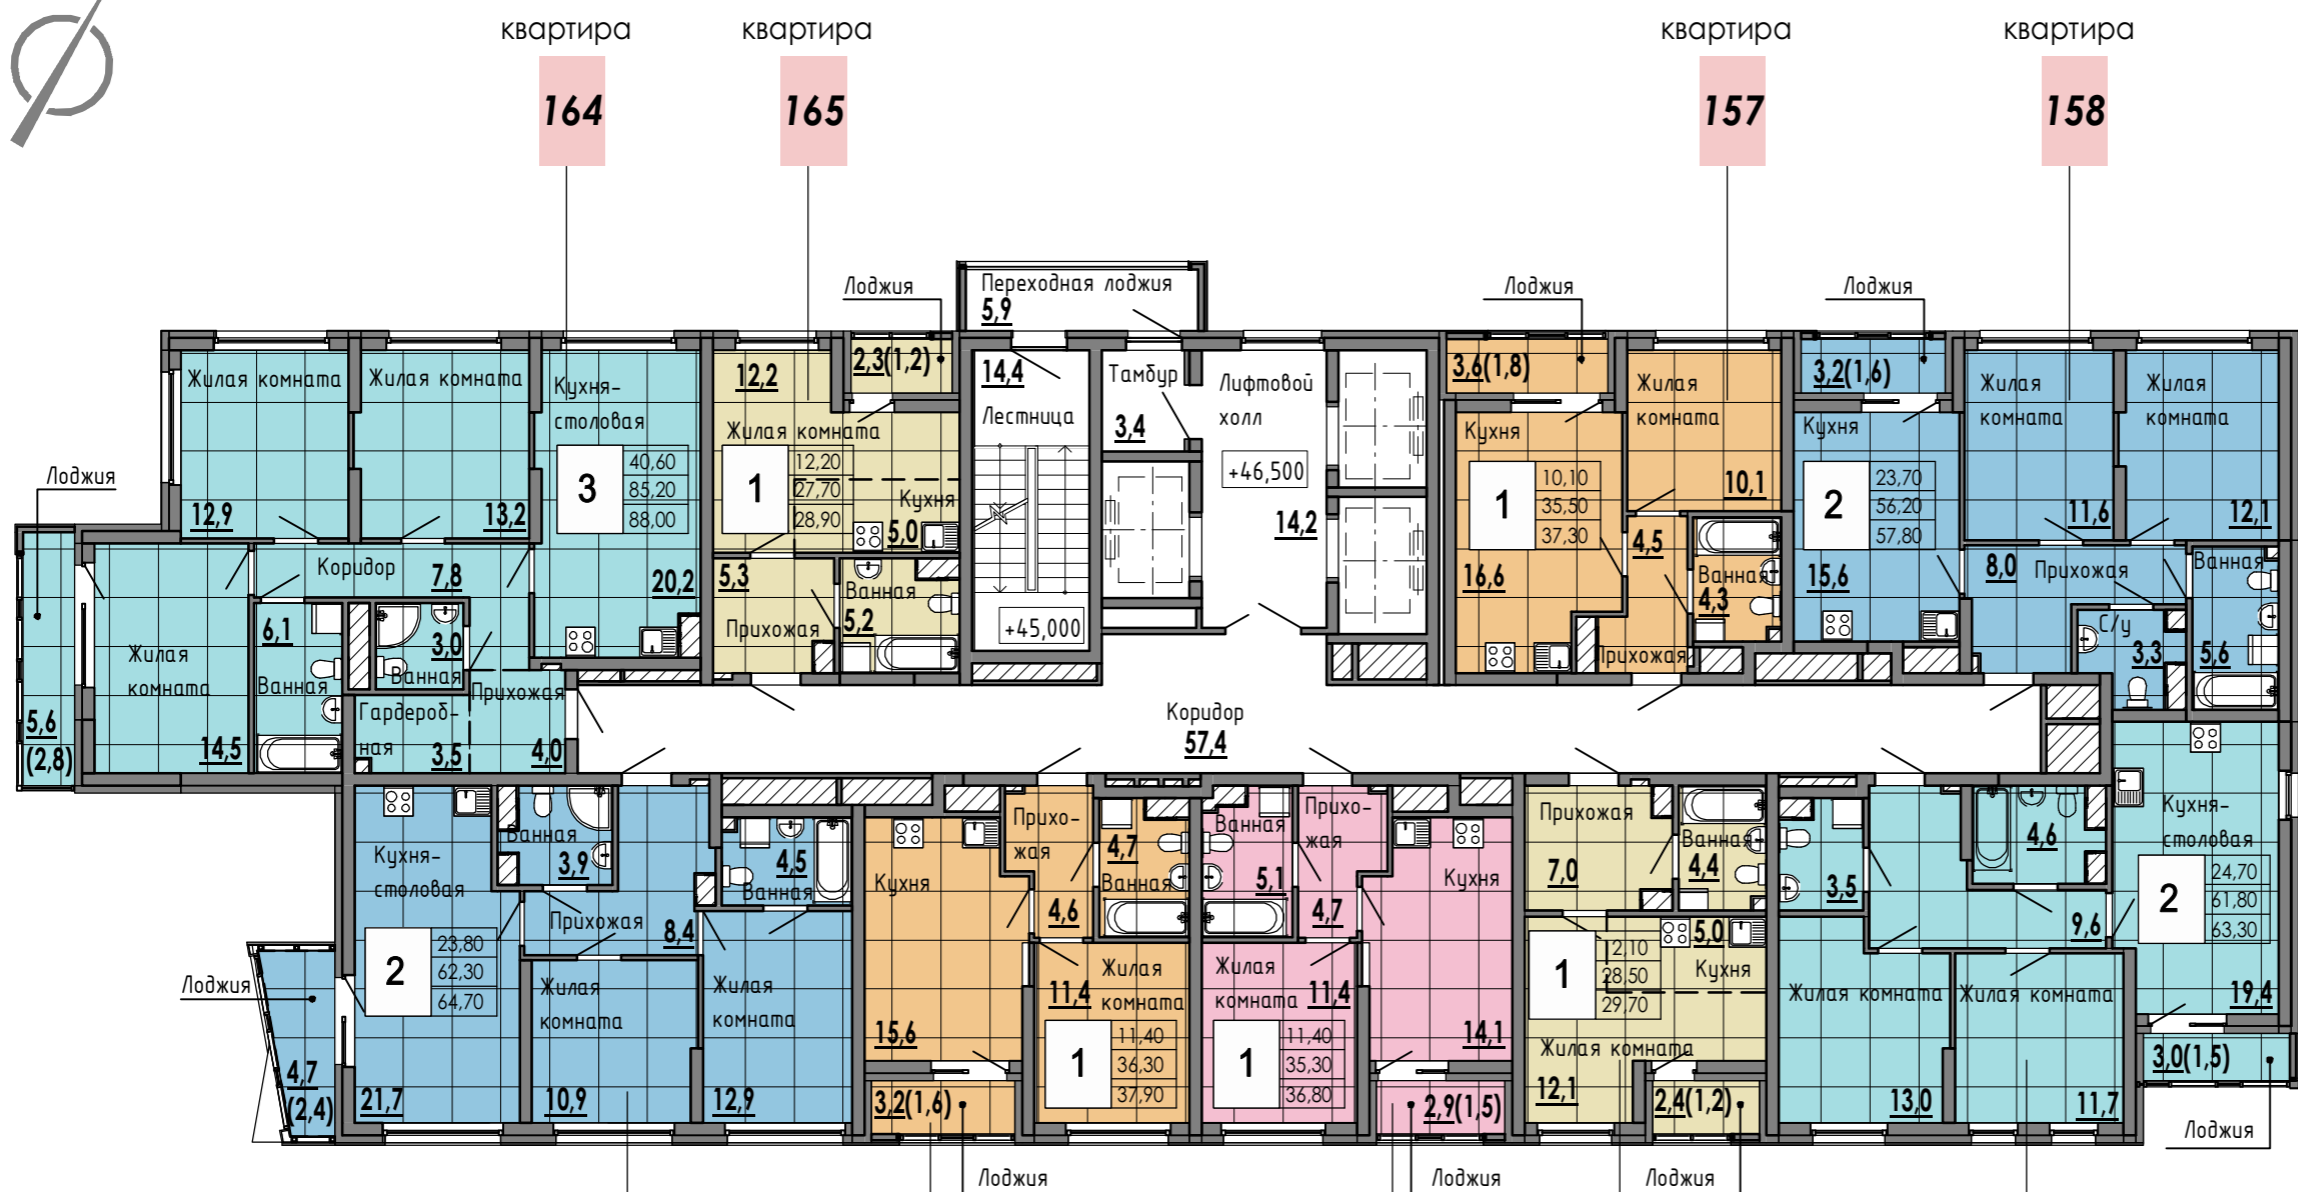 квартира
164
квартира
165
квартира
157
квартира
158
Лоджия
Переходная лоджия
5,9
Лоджия
Лоджия
Жилая комната
12,9
Жилая комната
13,2
Кухня-
столовая
3
40,60
85,20
88,00
20,2
12,2
2,3(1,2)
Жилая комната
1
12,20
27,70
28,90
Кухня
5,0
14,4
Лестница
+45,000
Тамбур
3,4
Лифтовой
холл
+46,500
14,2
3,6(1,8)
Кухня
1
10,10
35,50
37,30
16,6
Жилая
комната
10,1
4,5
Ванная
4,3
Прихожая
3,2(1,6)
Кухня
2
23,70
56,20
57,80
15,6
Жилая
комната
11,6
Жилая
комната
12,1
8,0
Прихожая
Ванная
5,6
С/у
3,3
Лоджия
5,6
(2,8)
Жилая
комната
14,5
Коридор
7,8
6,1
Ванная
3,0
Ванная
Прихожая
4,0
Гардероб-
ная
3,5
5,3
Прихожая
Ванная
5,2
Коридор
57,4
Кухня-
столовая
2
23,80
62,30
64,70
21,7
Ванная
3,9
Прихожая
8,4
4,5
Ванная
Жилая
комната
10,9
Жилая
комната
12,9
Лоджия
4,7
(2,4)
Кухня
15,6
Прихо-
жая
4,6
4,7
Ванная
Жилая
11,4
комната
1
11,40
36,30
37,90
3,2(1,6)
Лоджия
Ванная
5,1
Прихо-
жая
4,7
Кухня
14,1
Жилая
комната
11,4
1
11,40
35,30
36,80
2,9(1,5)
Лоджия
Прихожая
7,0
Ванная
4,4
5,0
Кухня
1
12,10
28,50
29,70
Жилая комната
12,1
2,4(1,2)
Лоджия
3,5
4,6
9,6
Жилая комната
13,0
Жилая комната
11,7
Кухня-
столовая
2
24,70
61,80
63,30
19,4
3,0(1,5)
Лоджия